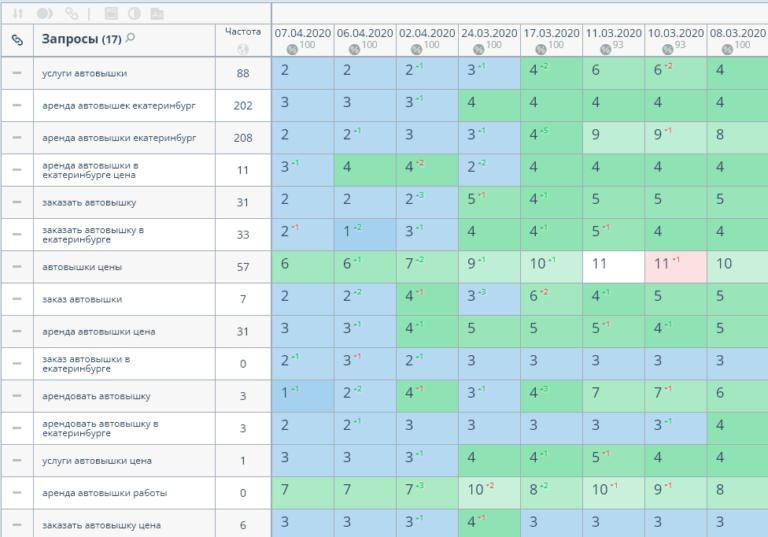 Запросы (17) Частота 07.04.2020 06.04.2020 02.04.2020 24.03.2020 17.03.2020 11.03.2020 10.03.2020 08.03.2020
% 100 % 100 % 100 % 100 % 100 % 93 % 93 % 100
услуги автовышки 88 2 2 2 +1 3 +1 4 +2 6 6 +2 4
аренда автовышек екатеринбург 202 3 3 3 +1 4 4 4 4 4
аренда автовышки екатеринбург 208 2 2 +1 3 3 +1 4 +5 9 9 +1 8
аренда автовышки в
екатеринбурге цена 11 3 +1 4 4 +2 2 +2 4 4 4 4
заказать автовышку 31 2 2 2 +3 5 +1 4 +1 5 5 5
заказать автовышку в
екатеринбурге 33 2 +1 1 +2 3 +1 4 4 5 +1 4 4
автовышки цены 57 6 6 +1 7 +2 9 +1 10 +1 11 11 +1 10
заказ автовышки 7 2 2 +2 4 +1 3 +3 6 +2 4 +1 5 5
аренда автовышки цена 31 3 3 +1 4 +1 5 5 5 +1 4 +1 5
заказ автовышки в
екатеринбурге 0 2 +1 3 +1 2 +1 3 3 3 3 3
арендовать автовышку 3 1 +1 2 +2 4 +1 3 +1 4 +3 7 7 +1 6
арендовать автовышку в
екатеринбурге 3 2 2 +1 3 3 3 3 3 +1 4
услуги автовышки цена 1 3 3 3 +1 4 4 +1 5 +1 4 4
аренда автовышки работы 0 7 7 7 +3 10 +2 8 +2 10 +1 9 +1 8
заказать автовышку цена 6 3 3 3 +1 4 +1 3 3 3 3